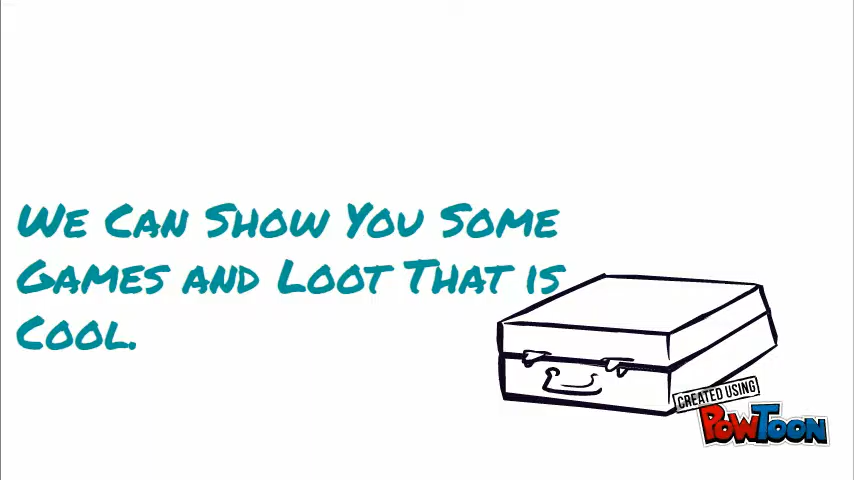 We Can Show You Some
Games and Loot That is
Cool.
CREATED USING
PowToon